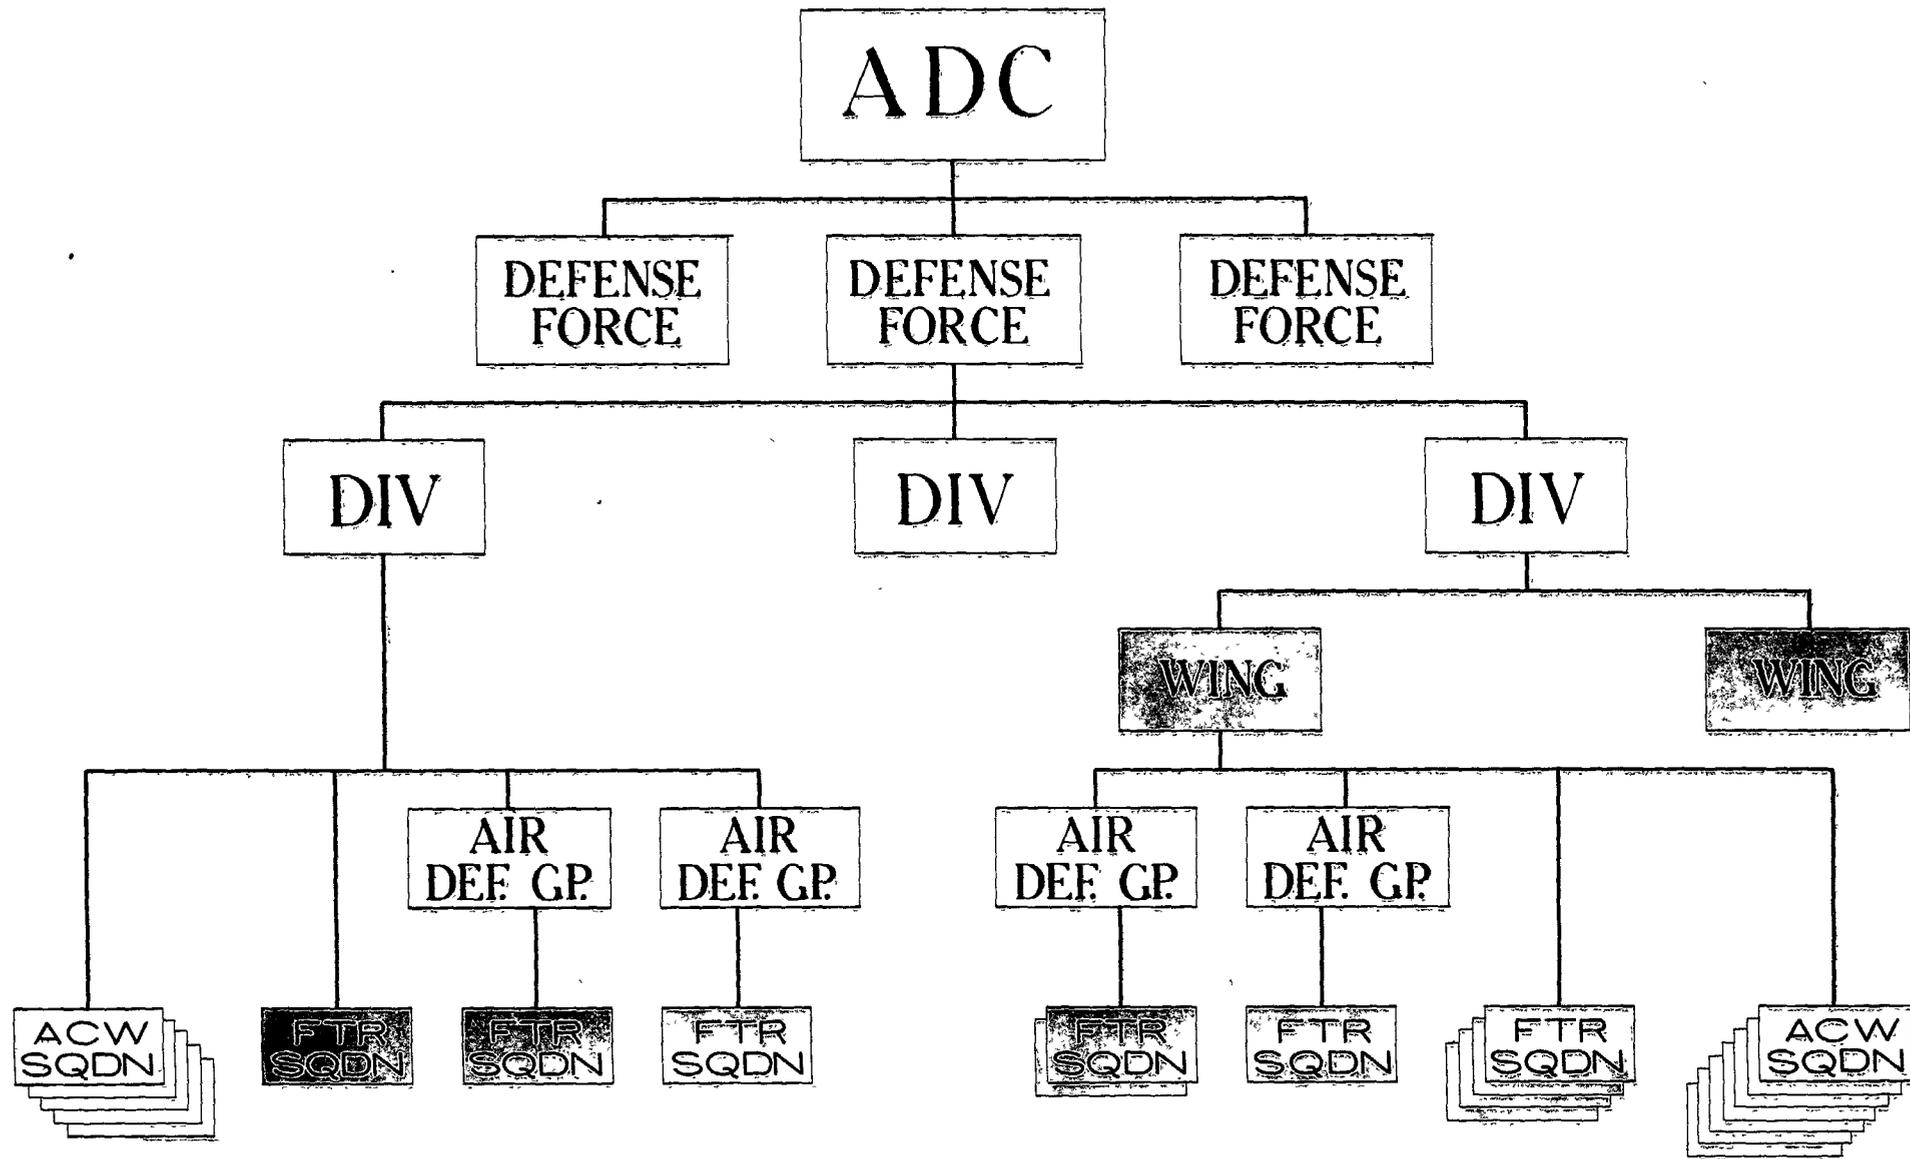 ADC
DEFENSE
FORCE
DEFENSE
FORCE
DEFENSE
FORCE
DIV
DIV
DIV
WING
WING
AIR
DEF. GP.
AIR
DEF. GP.
AIR
DEF. GP.
AIR
DEF. GP.
ACW
SQDN
FTR
SQDN
FTR
SQDN
FTR
SQDN
FTR
SQDN
FTR
SQDN
FTR
SQDN
ACW
SQDN